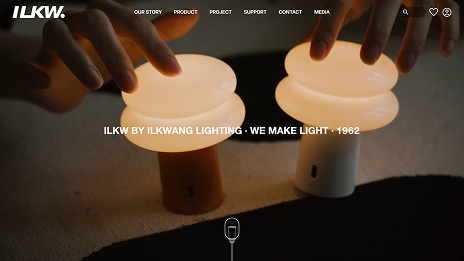 ILKW.
OUR STORY PRODUCT PROJECT SUPPORT CONTACT MEDIA
ILKW BY ILKWANG LIGHTING · WE MAKE LIGHT · 1962